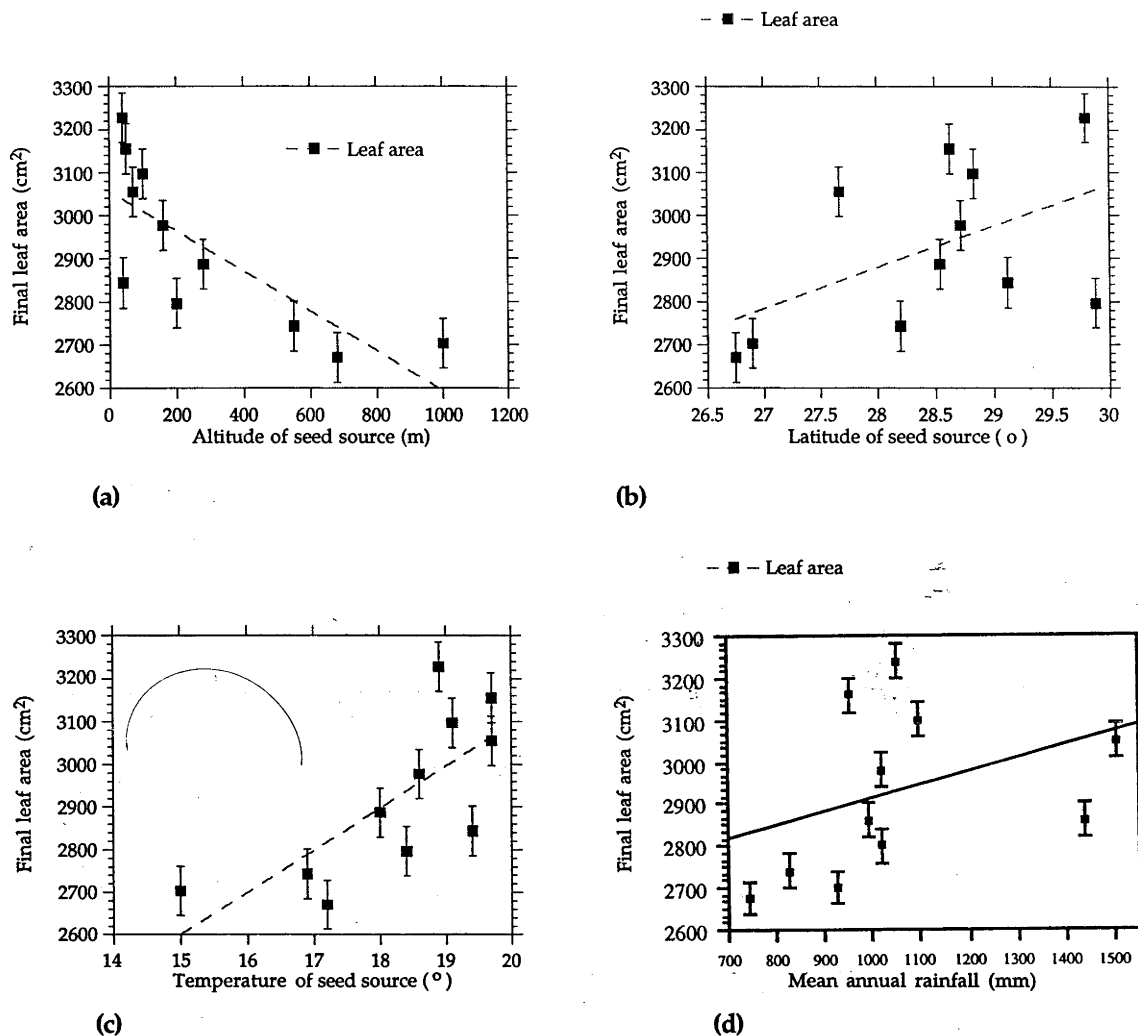 - ■ - Leaf area
3300
3200
3100
3000
2900
2800
2700
2600
Final leaf area (cm²)
- ■ - Leaf area
0 200 400 600 800 1000 1200
Altitude of seed source (m)
(a)
3300
3200
3100
3000
2900
2800
2700
2600
Final leaf area (cm²)
26.5 27 27.5 28 28.5 29 29.5 30
Latitude of seed source ( o )
(b)
3300
3200
3100
3000
2900
2800
2700
2600
Final leaf area (cm²)
14 15 16 17 18 19 20
Temperature of seed source ( o )
(c)
- ■ - Leaf area
3300
3200
3100
3000
2900
2800
2700
2600
Final leaf area (cm²)
700 800 900 1000 1100 1200 1300 1400 1500
Mean annual rainfall (mm)
(d)